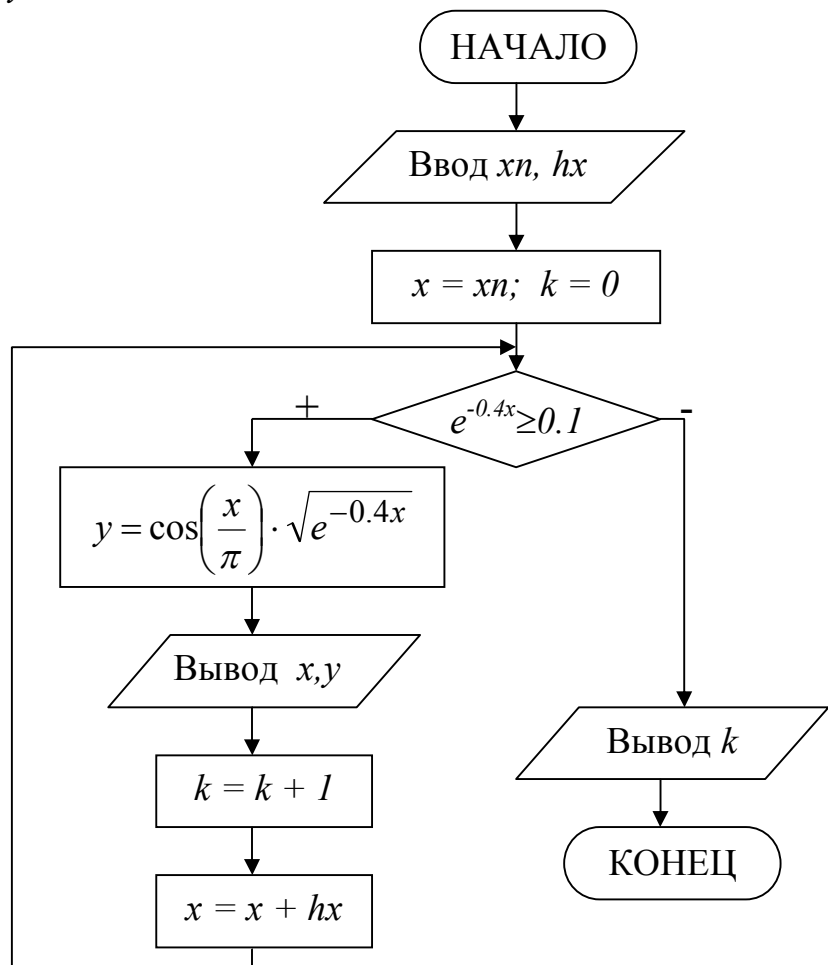 НАЧАЛО
Ввод xn, hx
x = xn; k = 0
e^{-0.4x}≥0.1
+
-
y = cos(x/π) · √e^{−0.4x}
Вывод x,y
k = k + 1
x = x + hx
Вывод k
КОНЕЦ